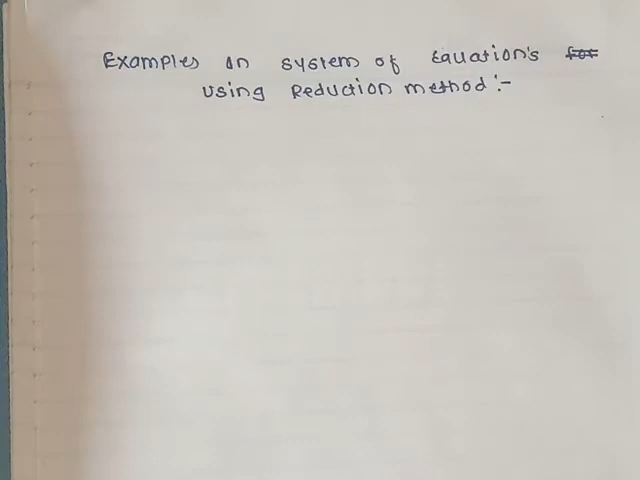 Examples on system of Equation's
using Reduction method :-